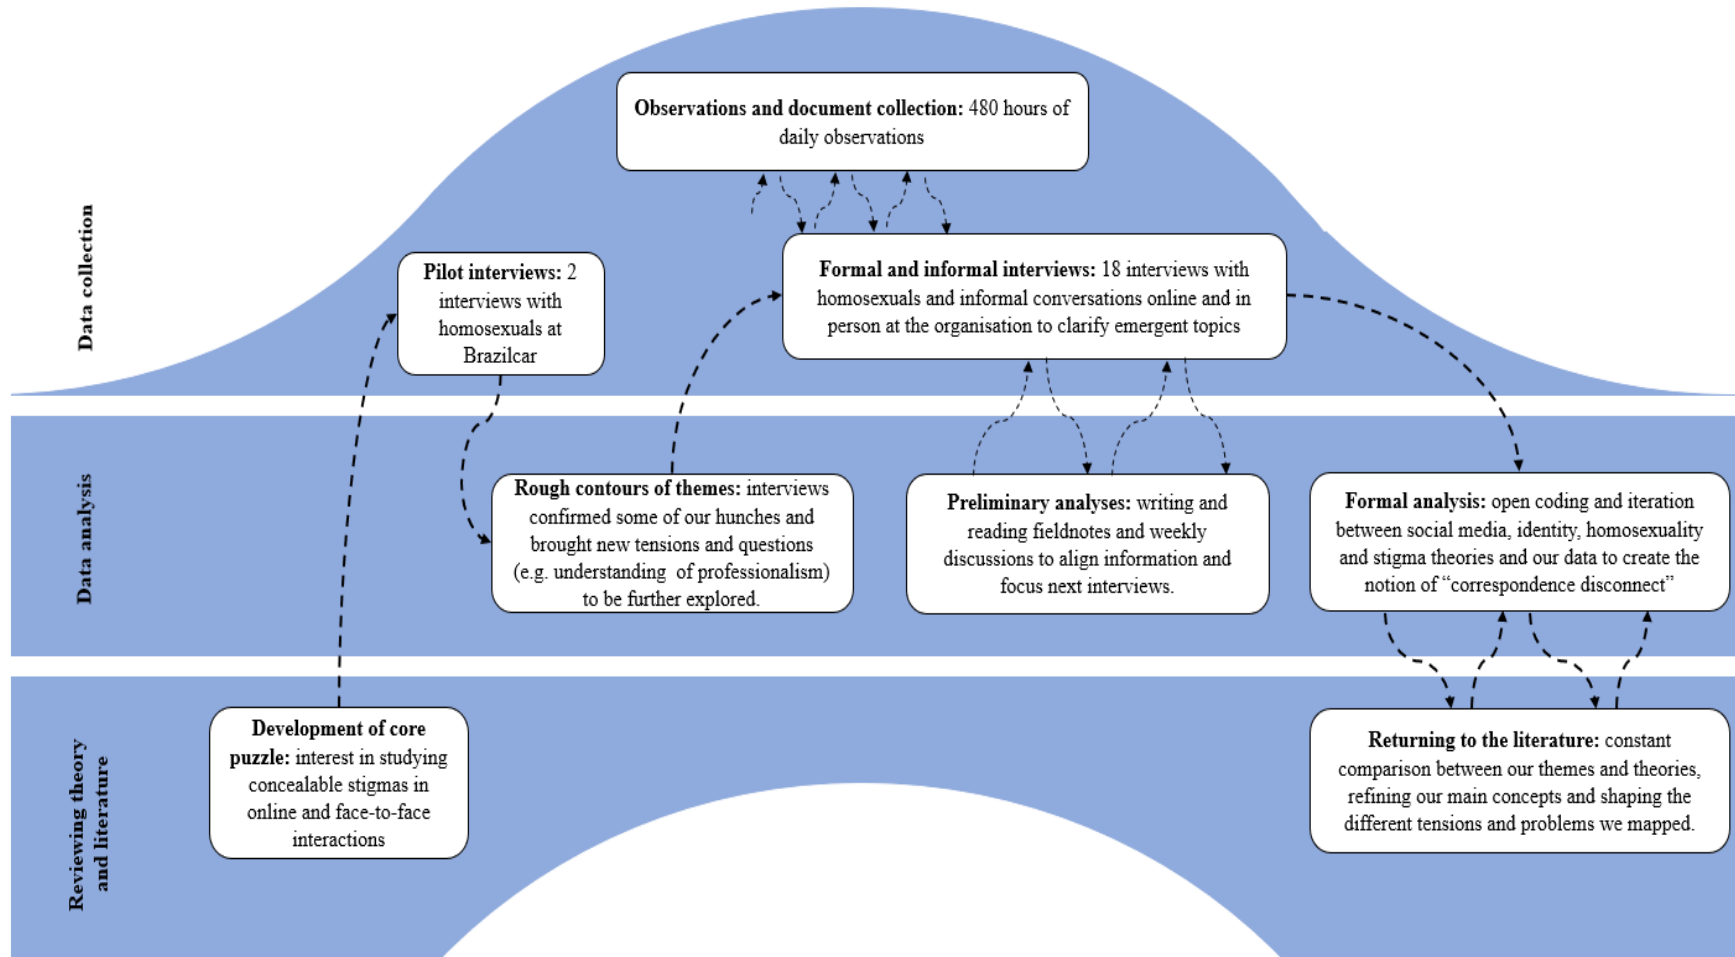 Data collection
Observations and document collection: 480 hours of
daily observations
Pilot interviews: 2
interviews with
homosexuals at
Brazilcar
Formal and informal interviews: 18 interviews with
homosexuals and informal conversations online and in
person at the organisation to clarify emergent topics
Data analysis
Rough contours of themes: interviews
confirmed some of our hunches and
brought new tensions and questions
(e.g. understanding of professionalism)
to be further explored.
Preliminary analyses: writing and
reading fieldnotes and weekly
discussions to align information and
focus next interviews.
Formal analysis: open coding and iteration
between social media, identity, homosexuality
and stigma theories and our data to create the
notion of “correspondence disconnect”
Reviewing theory
and literature
Development of core
puzzle: interest in studying
concealable stigmas in
online and face-to-face
interactions
Returning to the literature: constant
comparison between our themes and theories,
refining our main concepts and shaping the
different tensions and problems we mapped.